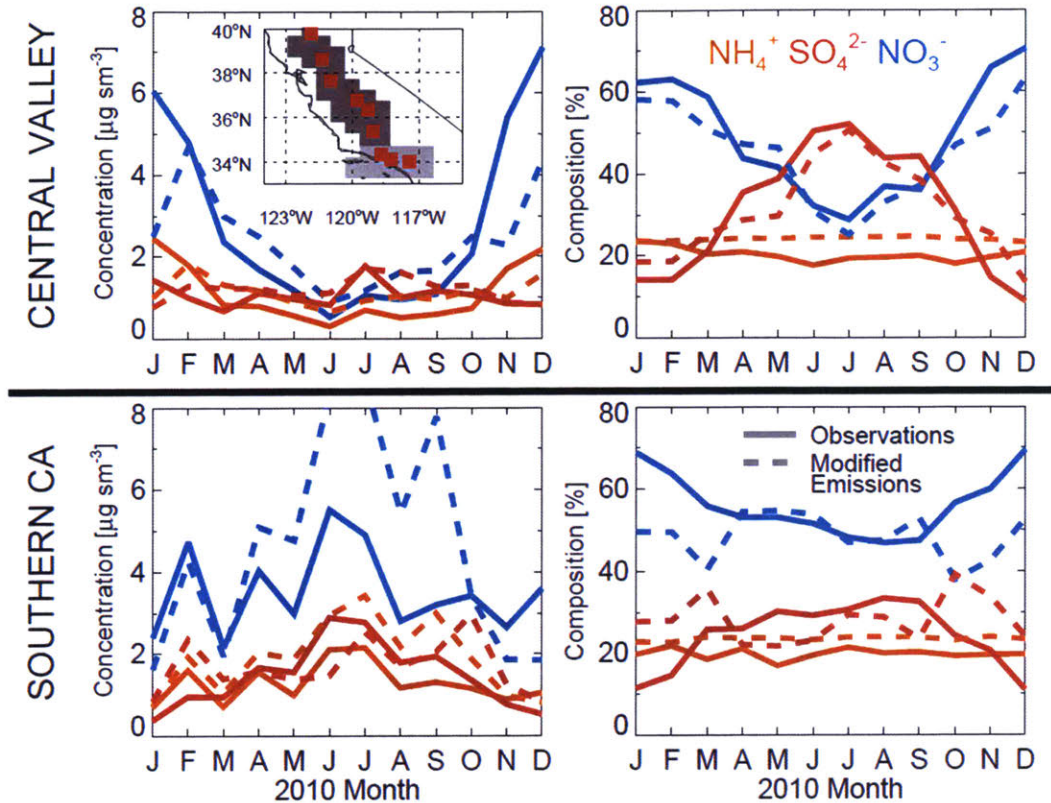 CENTRAL VALLEY
Concentration [µg sm⁻³]
8
6
4
2
0
40°N
38°N
36°N
34°N
123°W 120°W 117°W
J F M A M J J A S O N D
Composition [%]
80
60
40
20
0
NH₄⁺ SO₄²⁻ NO₃⁻
J F M A M J J A S O N D
SOUTHERN CA
Concentration [µg sm⁻³]
8
6
4
2
0
J F M A M J J A S O N D
2010 Month
Composition [%]
80
60
40
20
0
Observations
Modified
Emissions
J F M A M J J A S O N D
2010 Month